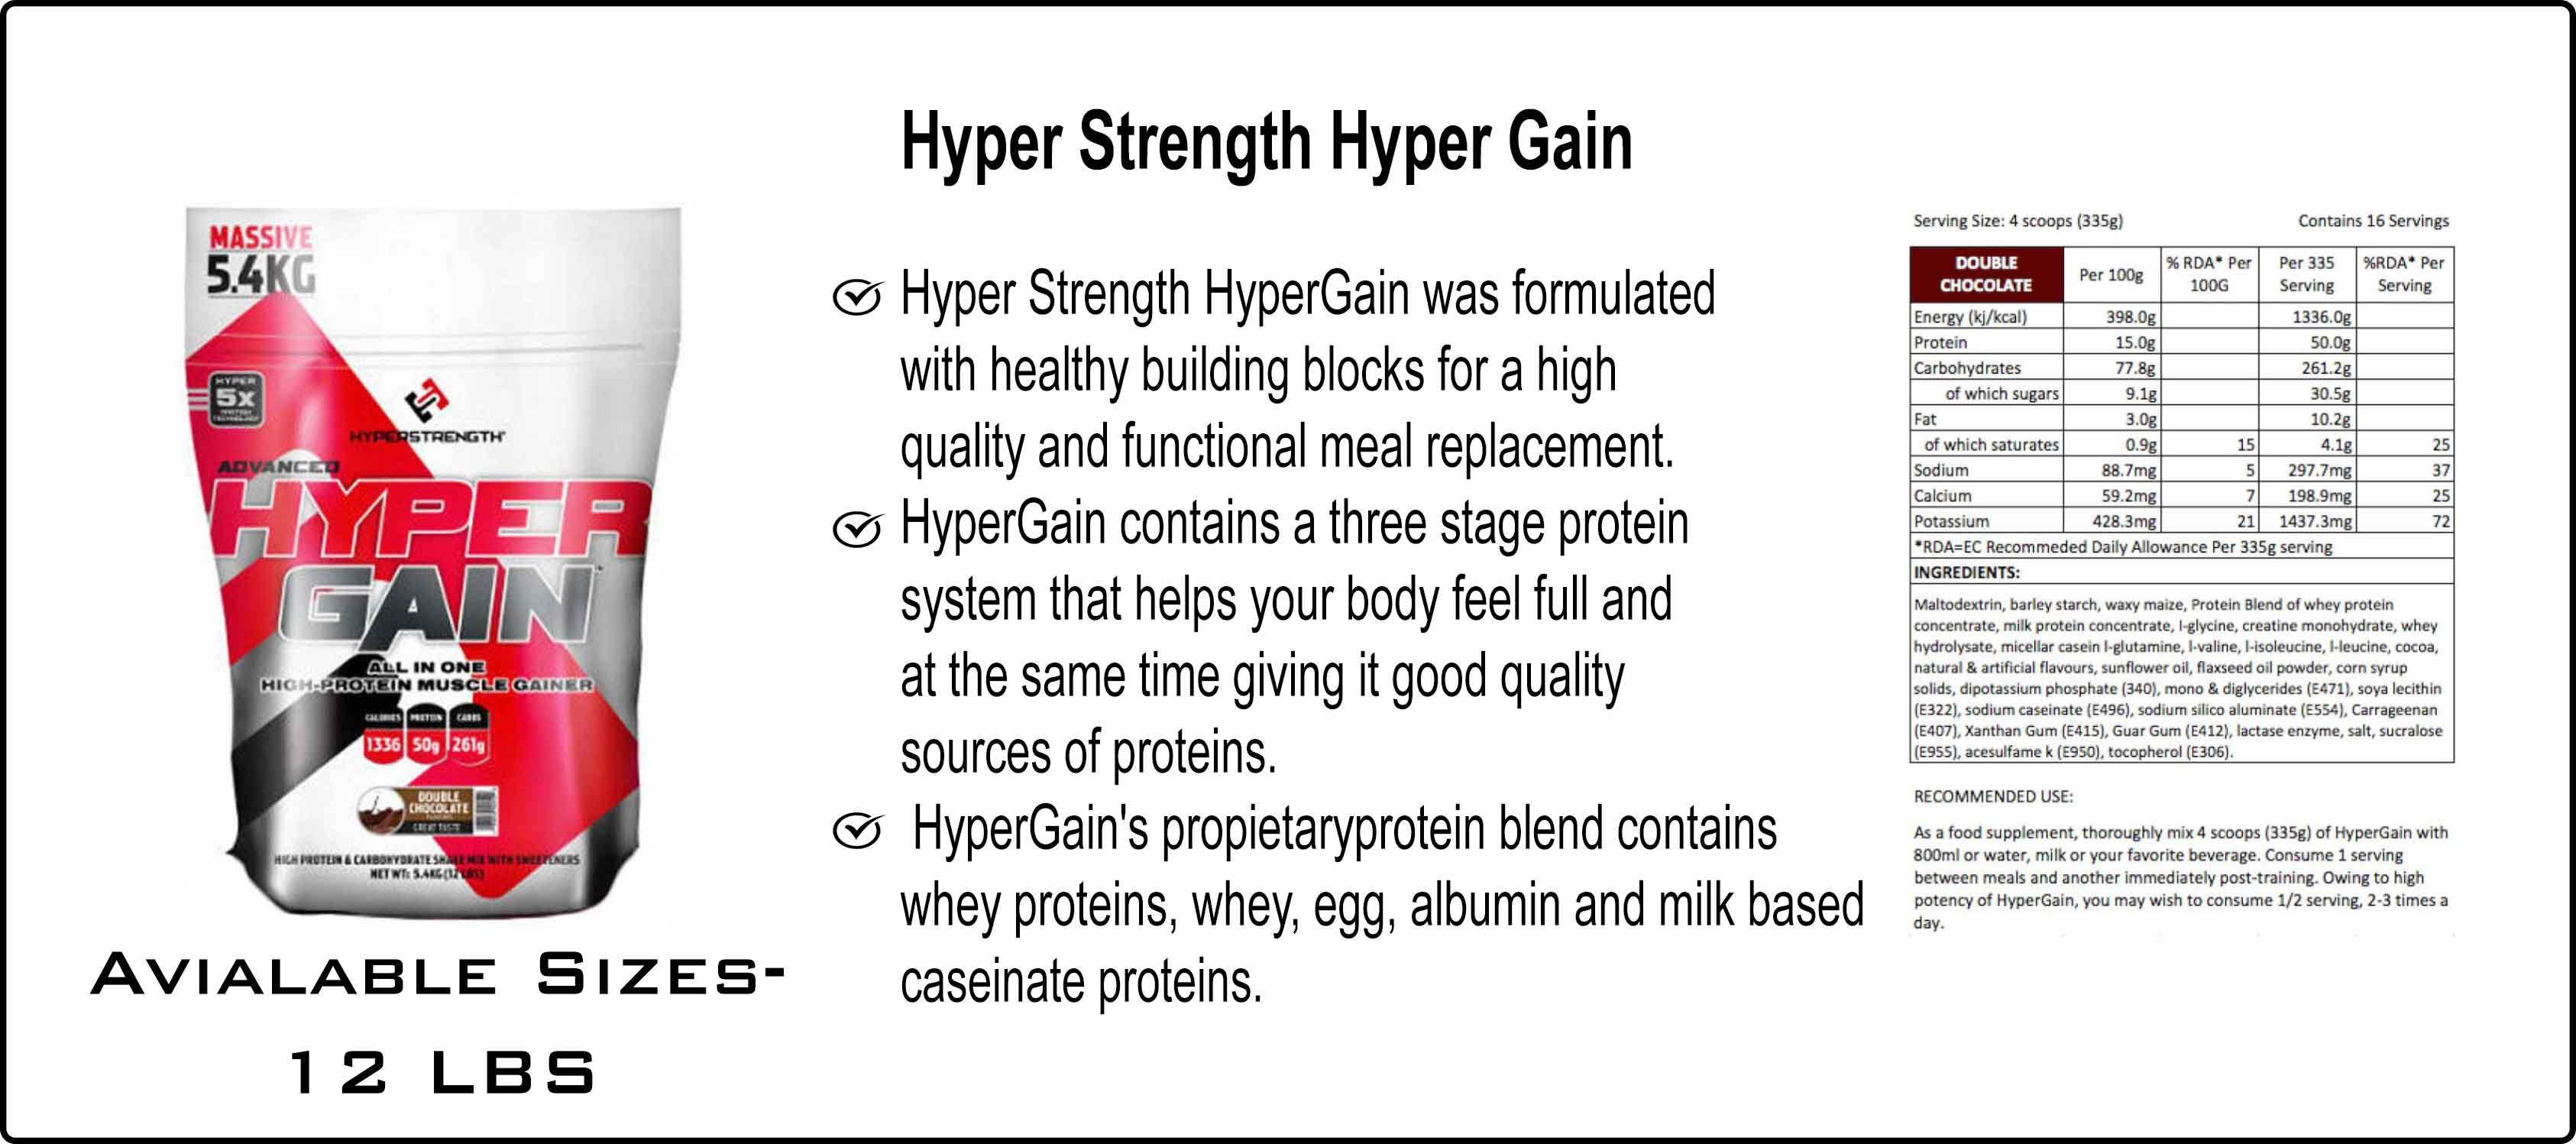 MASSIVE
5.4KG
HYPER
5X
HYPERSTRENGTH
ADVANCED
HYPER
GAIN
ALL IN ONE
HIGH-PROTEIN MUSCLE GAINER
CALORIES PROTEIN CARBS
1336 50g 261g
DOUBLE
CHOCOLATE
GREAT TASTE
HIGH PROTEIN & CARBOHYDRATE SHAKE MIX WITH SWEETENERS
NET WT: 5.4KG (12 LBS)
AVIALABLE SIZES-
12 LBS
Hyper Strength Hyper Gain
Hyper Strength HyperGain was formulated
with healthy building blocks for a high
quality and functional meal replacement.
HyperGain contains a three stage protein
system that helps your body feel full and
at the same time giving it good quality
sources of proteins.
HyperGain's propietaryprotein blend contains
whey proteins, whey, egg, albumin and milk based
caseinate proteins.
Serving Size: 4 scoops (335g) Contains 16 Servings
DOUBLE CHOCOLATE Per 100g % RDA* Per 100G Per 335 Serving %RDA* Per Serving
Energy (kj/kcal) 398.0g 1336.0g
Protein 15.0g 50.0g
Carbohydrates 77.8g 261.2g
of which sugars 9.1g 30.5g
Fat 3.0g 10.2g
of which saturates 0.9g 15 4.1g 25
Sodium 88.7mg 5 297.7mg 37
Calcium 59.2mg 7 198.9mg 25
Potassium 428.3mg 21 1437.3mg 72
*RDA=EC Recommeded Daily Allowance Per 335g serving
INGREDIENTS:
Maltodextrin, barley starch, waxy maize, Protein Blend of whey protein
concentrate, milk protein concentrate, l-glycine, creatine monohydrate, whey
hydrolysate, micellar casein l-glutamine, l-valine, l-isoleucine, l-leucine, cocoa,
natural & artificial flavours, sunflower oil, flaxseed oil powder, corn syrup
solids, dipotassium phosphate (340), mono & diglycerides (E471), soya lecithin
(E322), sodium caseinate (E496), sodium silico aluminate (E554), Carrageenan
(E407), Xanthan Gum (E415), Guar Gum (E412), lactase enzyme, salt, sucralose
(E955), acesulfame k (E950), tocopherol (E306).
RECOMMENDED USE:
As a food supplement, thoroughly mix 4 scoops (335g) of HyperGain with
800ml or water, milk or your favorite beverage. Consume 1 serving
between meals and another immediately post-training. Owing to high
potency of HyperGain, you may wish to consume 1/2 serving, 2-3 times a
day.